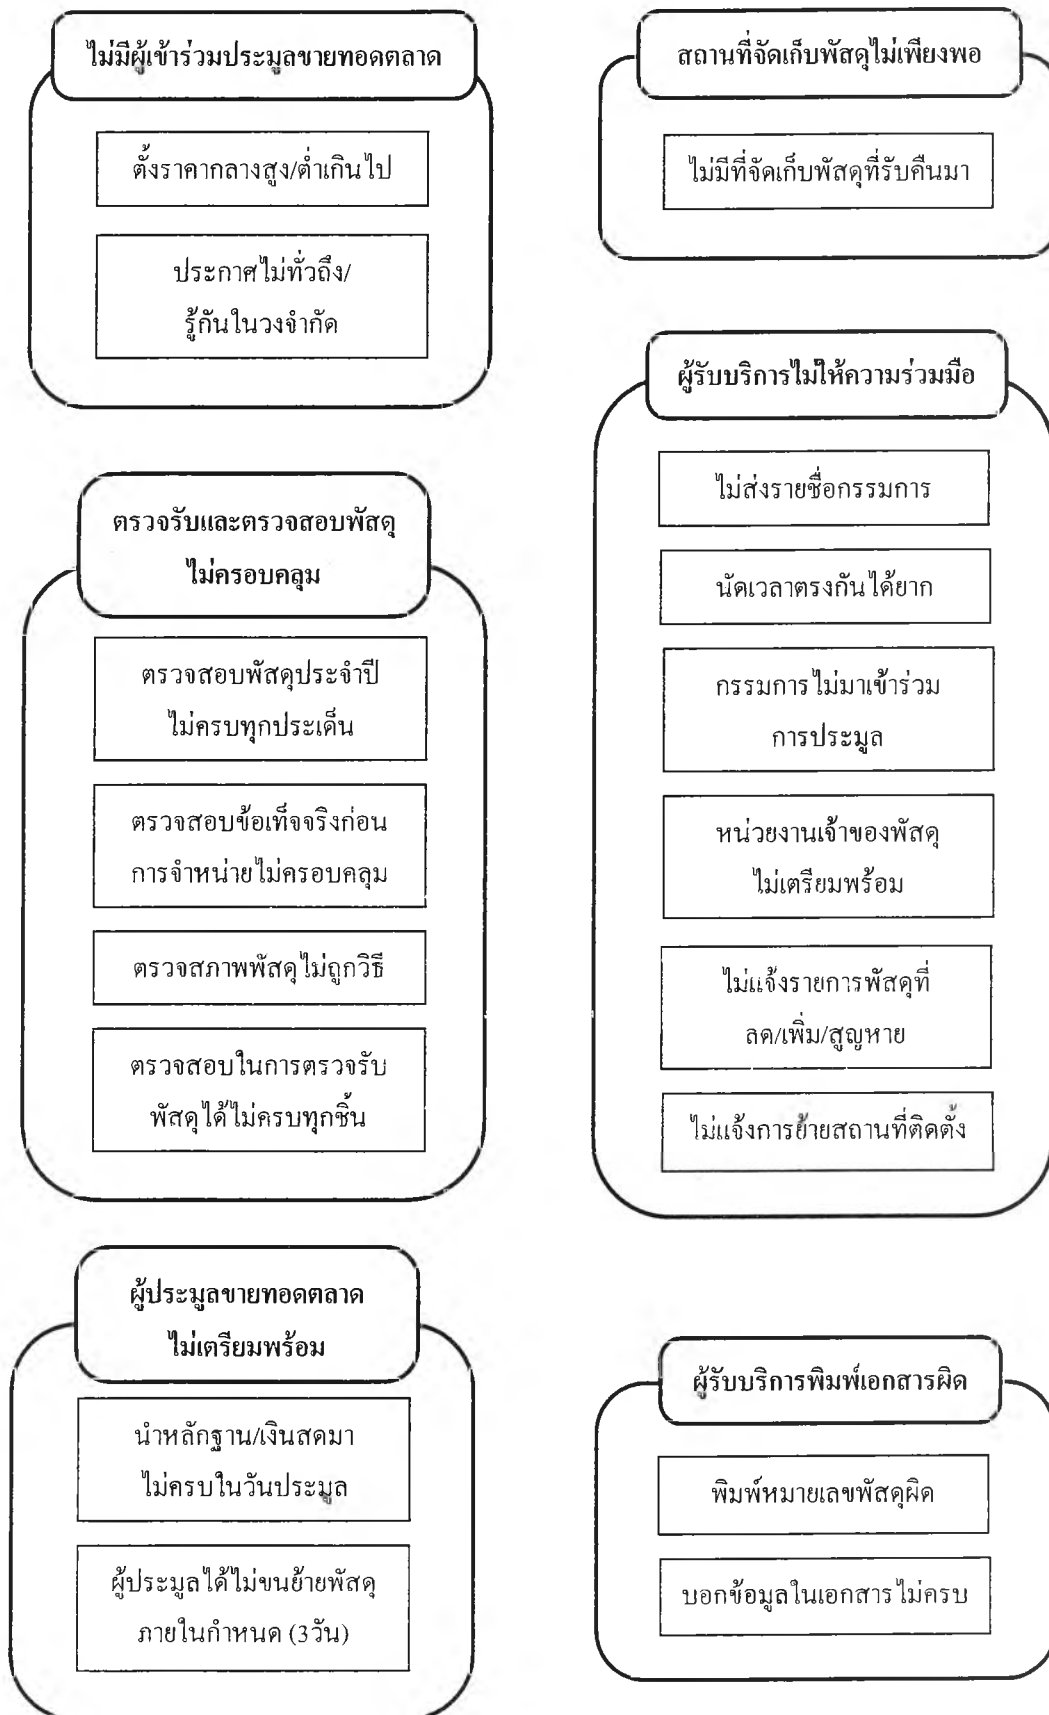 ไม่มีผู้เข้าร่วมประมูลขายทอดตลาด
ตั้งราคากลางสูง/ต่ำเกินไป
ประกาศไม่ทั่วถึง/
รู้กันในวงจำกัด
ตรวจรับและตรวจสอบพัสดุ
ไม่ครอบคลุม
ตรวจสอบพัสดุประจำปี
ไม่ครบทุกประเด็น
ตรวจสอบข้อเท็จจริงก่อน
การจำหน่ายไม่ครอบคลุม
ตรวจสภาพพัสดุไม่ถูกวิธี
ตรวจสอบในการตรวจรับ
พัสดุได้ไม่ครบทุกชิ้น
ผู้ประมูลขายทอดตลาด
ไม่เตรียมพร้อม
นำหลักฐาน/เงินสดมา
ไม่ครบในวันประมูล
ผู้ประมูลได้ไม่ขนย้ายพัสดุ
ภายในกำหนด (3วัน)
สถานที่จัดเก็บพัสดุไม่เพียงพอ
ไม่มีที่จัดเก็บพัสดุที่รับคืนมา
ผู้รับบริการไม่ให้ความร่วมมือ
ไม่ส่งรายชื่อกรรมการ
นัดเวลาตรงกันได้ยาก
กรรมการไม่มาเข้าร่วม
การประมูล
หน่วยงานเจ้าของพัสดุ
ไม่เตรียมพร้อม
ไม่แจ้งรายการพัสดุที่
ลด/เพิ่ม/สูญหาย
ไม่แจ้งการย้ายสถานที่ติดตั้ง
ผู้รับบริการพิมพ์เอกสารผิด
พิมพ์หมายเลขพัสดุผิด
บอกข้อมูลในเอกสารไม่ครบ